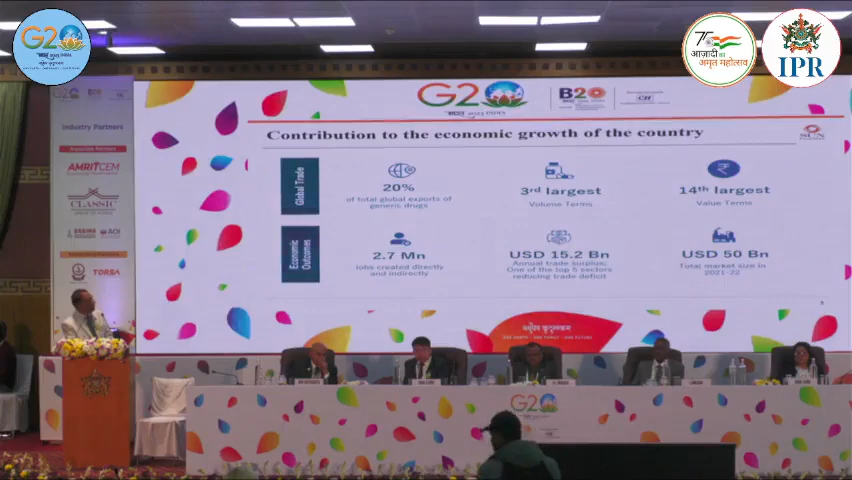 G20
75
आज़ादी का
अमृत महोत्सव
IPR
G20
B20
CII
Industry Partners
Contribution to the economic growth of the country
SUN
AMRITCEM
CLASSIC
AOI
TORSA
Global Trade
20%
of total global exports of
generic drugs
3rd largest
Volume Terms
14th largest
Value Terms
Economic
Outcomes
2.7 Mn
Jobs created directly
and indirectly
USD 15.2 Bn
Annual trade surplus;
One of the top 5 sectors
reducing trade deficit
USD 50 Bn
Total market size in
2021-22
वसुधैव कुटुम्बकम्
ONE EARTH • ONE FAMILY • ONE FUTURE
G20